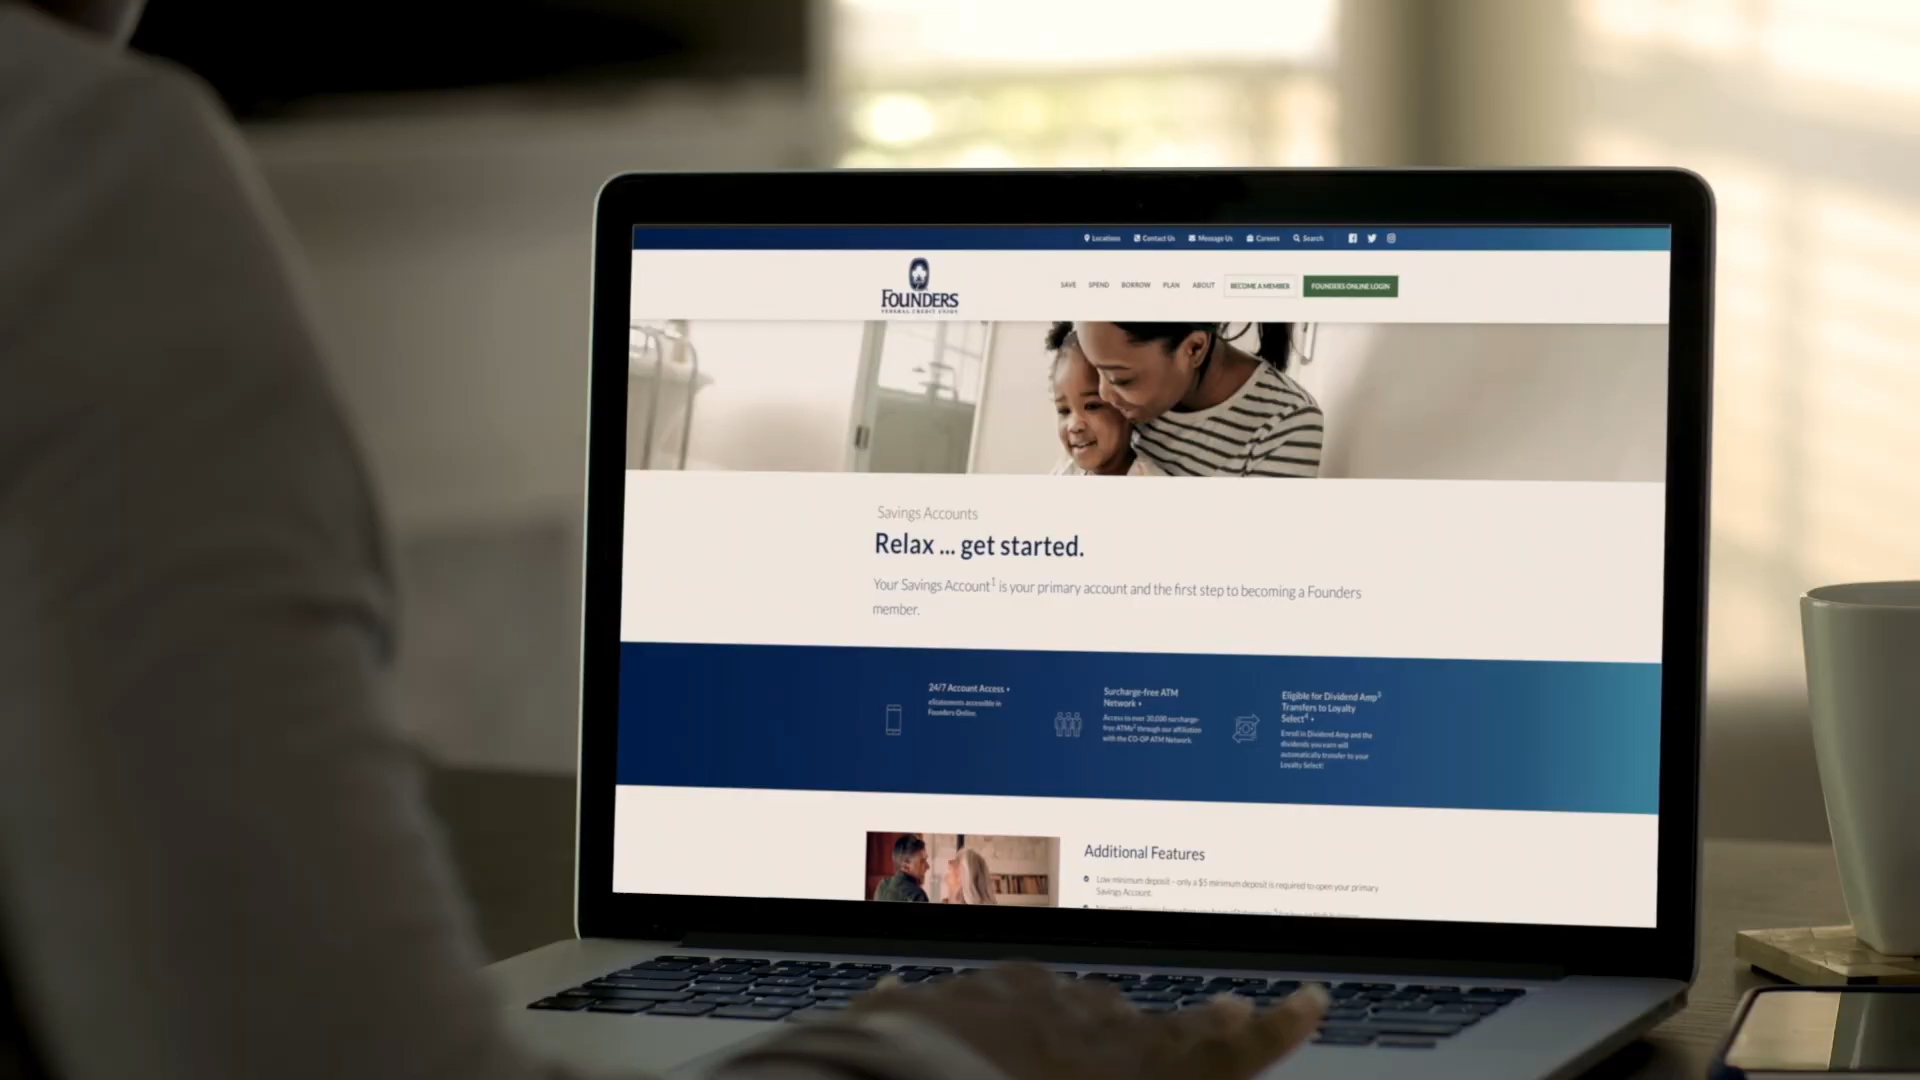 Locations Contact Us Message Us Careers Search
FOUNDERS
FEDERAL CREDIT UNION
SAVE SPEND BORROW PLAN ABOUT BECOME A MEMBER FOUNDERS ONLINE LOGIN
Savings Accounts
Relax ... get started.
Your Savings Account¹ is your primary account and the first step to becoming a Founders
member.
24/7 Account Access
eStatements accessible in
Founders Online.
Surcharge-free ATM
Network
Access to over 30,000 surcharge-
free ATMs² through our affiliation
with the CO-OP ATM Network.
Eligible for Dividend Amp³
Transfers to Loyalty
Select⁴
Enroll in Dividend Amp and the
dividends you earn will
automatically transfer to your
Loyalty Select!
Additional Features
Low minimum deposit – only a $5 minimum deposit is required to open your primary
Savings Account.